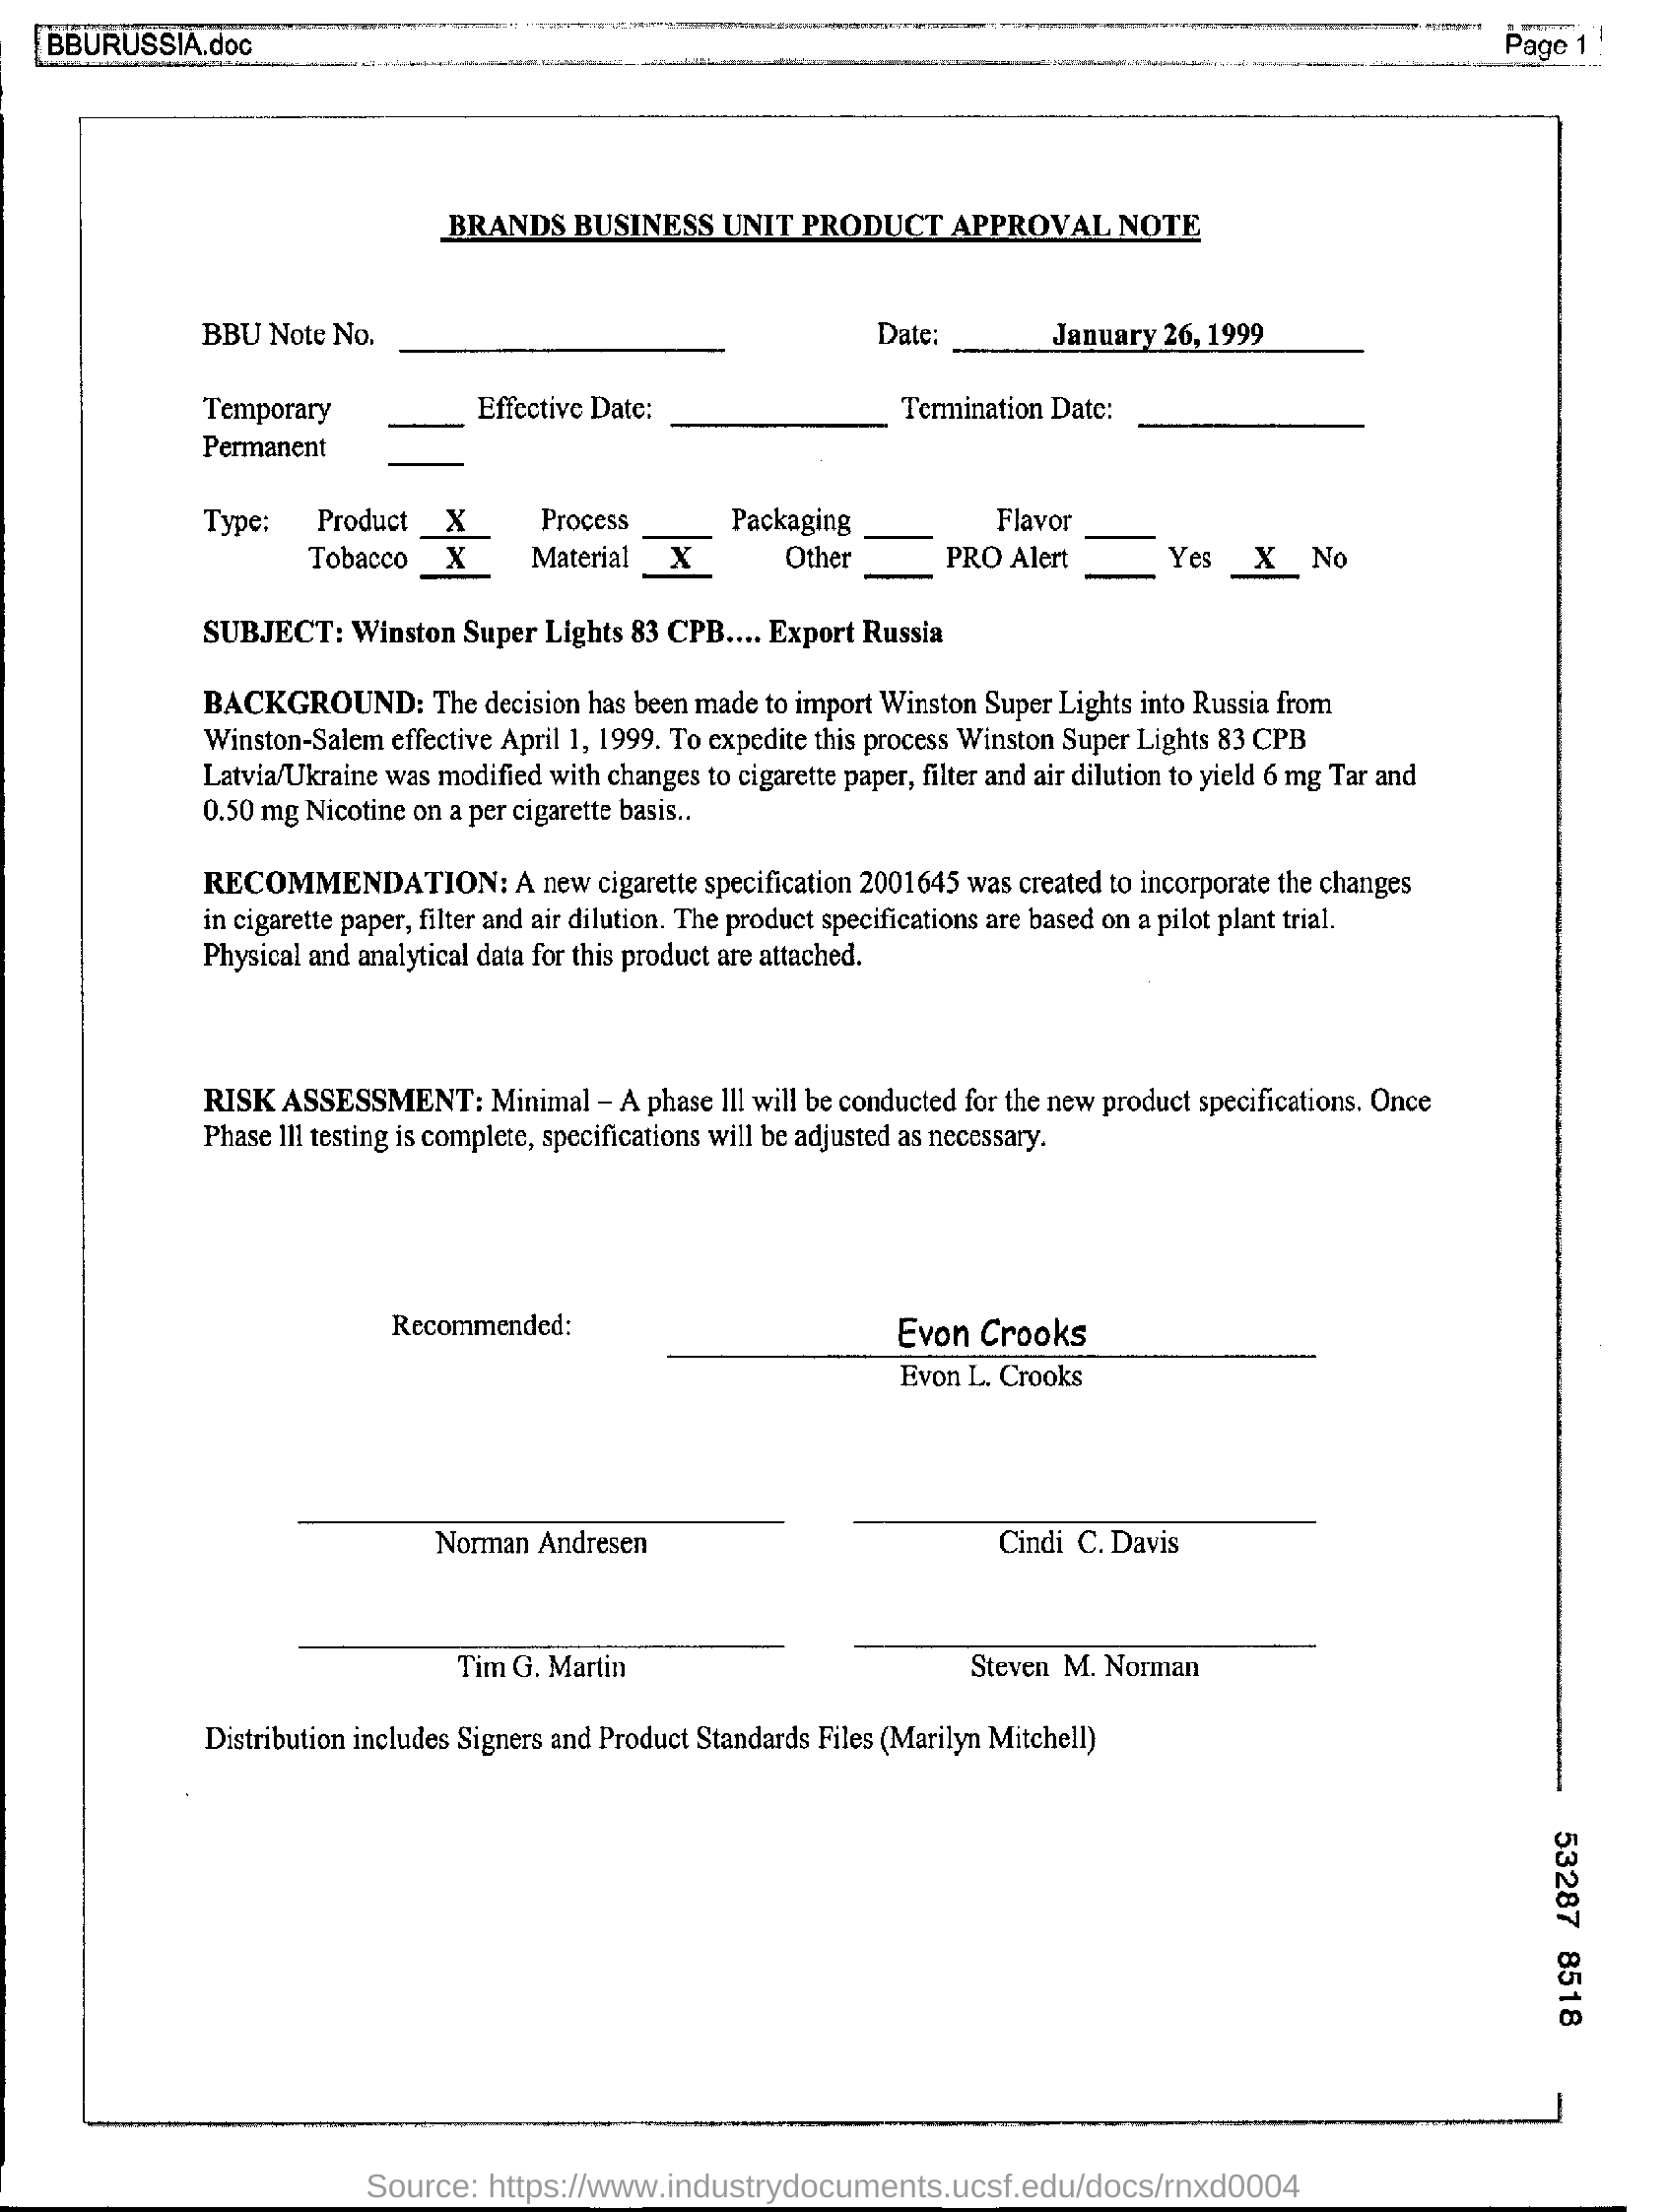 BBURUSSIA.doc Page 1
BRANDS BUSINESS UNIT PRODUCT APPROVAL NOTE
BBU Note No. Date: January 26, 1999
Temporary Effective Date: Termination Date:
Permanent
Type: Product X Process Packaging Flavor
Tobacco X Material X Other PRO Alert Yes X No
SUBJECT: Winston Super Lights 83 CPB.... Export Russia
BACKGROUND: The decision has been made to import Winston Super Lights into Russia from
Winston-Salem effective April 1, 1999. To expedite this process Winston Super Lights 83 CPB
Latvia/Ukraine was modified with changes to cigarette paper, filter and air dilution to yield 6 mg Tar and
0.50 mg Nicotine on a per cigarette basis..
RECOMMENDATION: A new cigarette specification 2001645 was created to incorporate the changes
in cigarette paper, filter and air dilution. The product specifications are based on a pilot plant trial.
Physical and analytical data for this product are attached.
RISK ASSESSMENT: Minimal – A phase lll will be conducted for the new product specifications. Once
Phase lll testing is complete, specifications will be adjusted as necessary.
Recommended: Evon Crooks
Evon L. Crooks
Norman Andresen Cindi C. Davis
Tim G. Martin Steven M. Norman
Distribution includes Signers and Product Standards Files (Marilyn Mitchell)
53287 8518
Source: https://www.industrydocuments.ucsf.edu/docs/rnxd0004